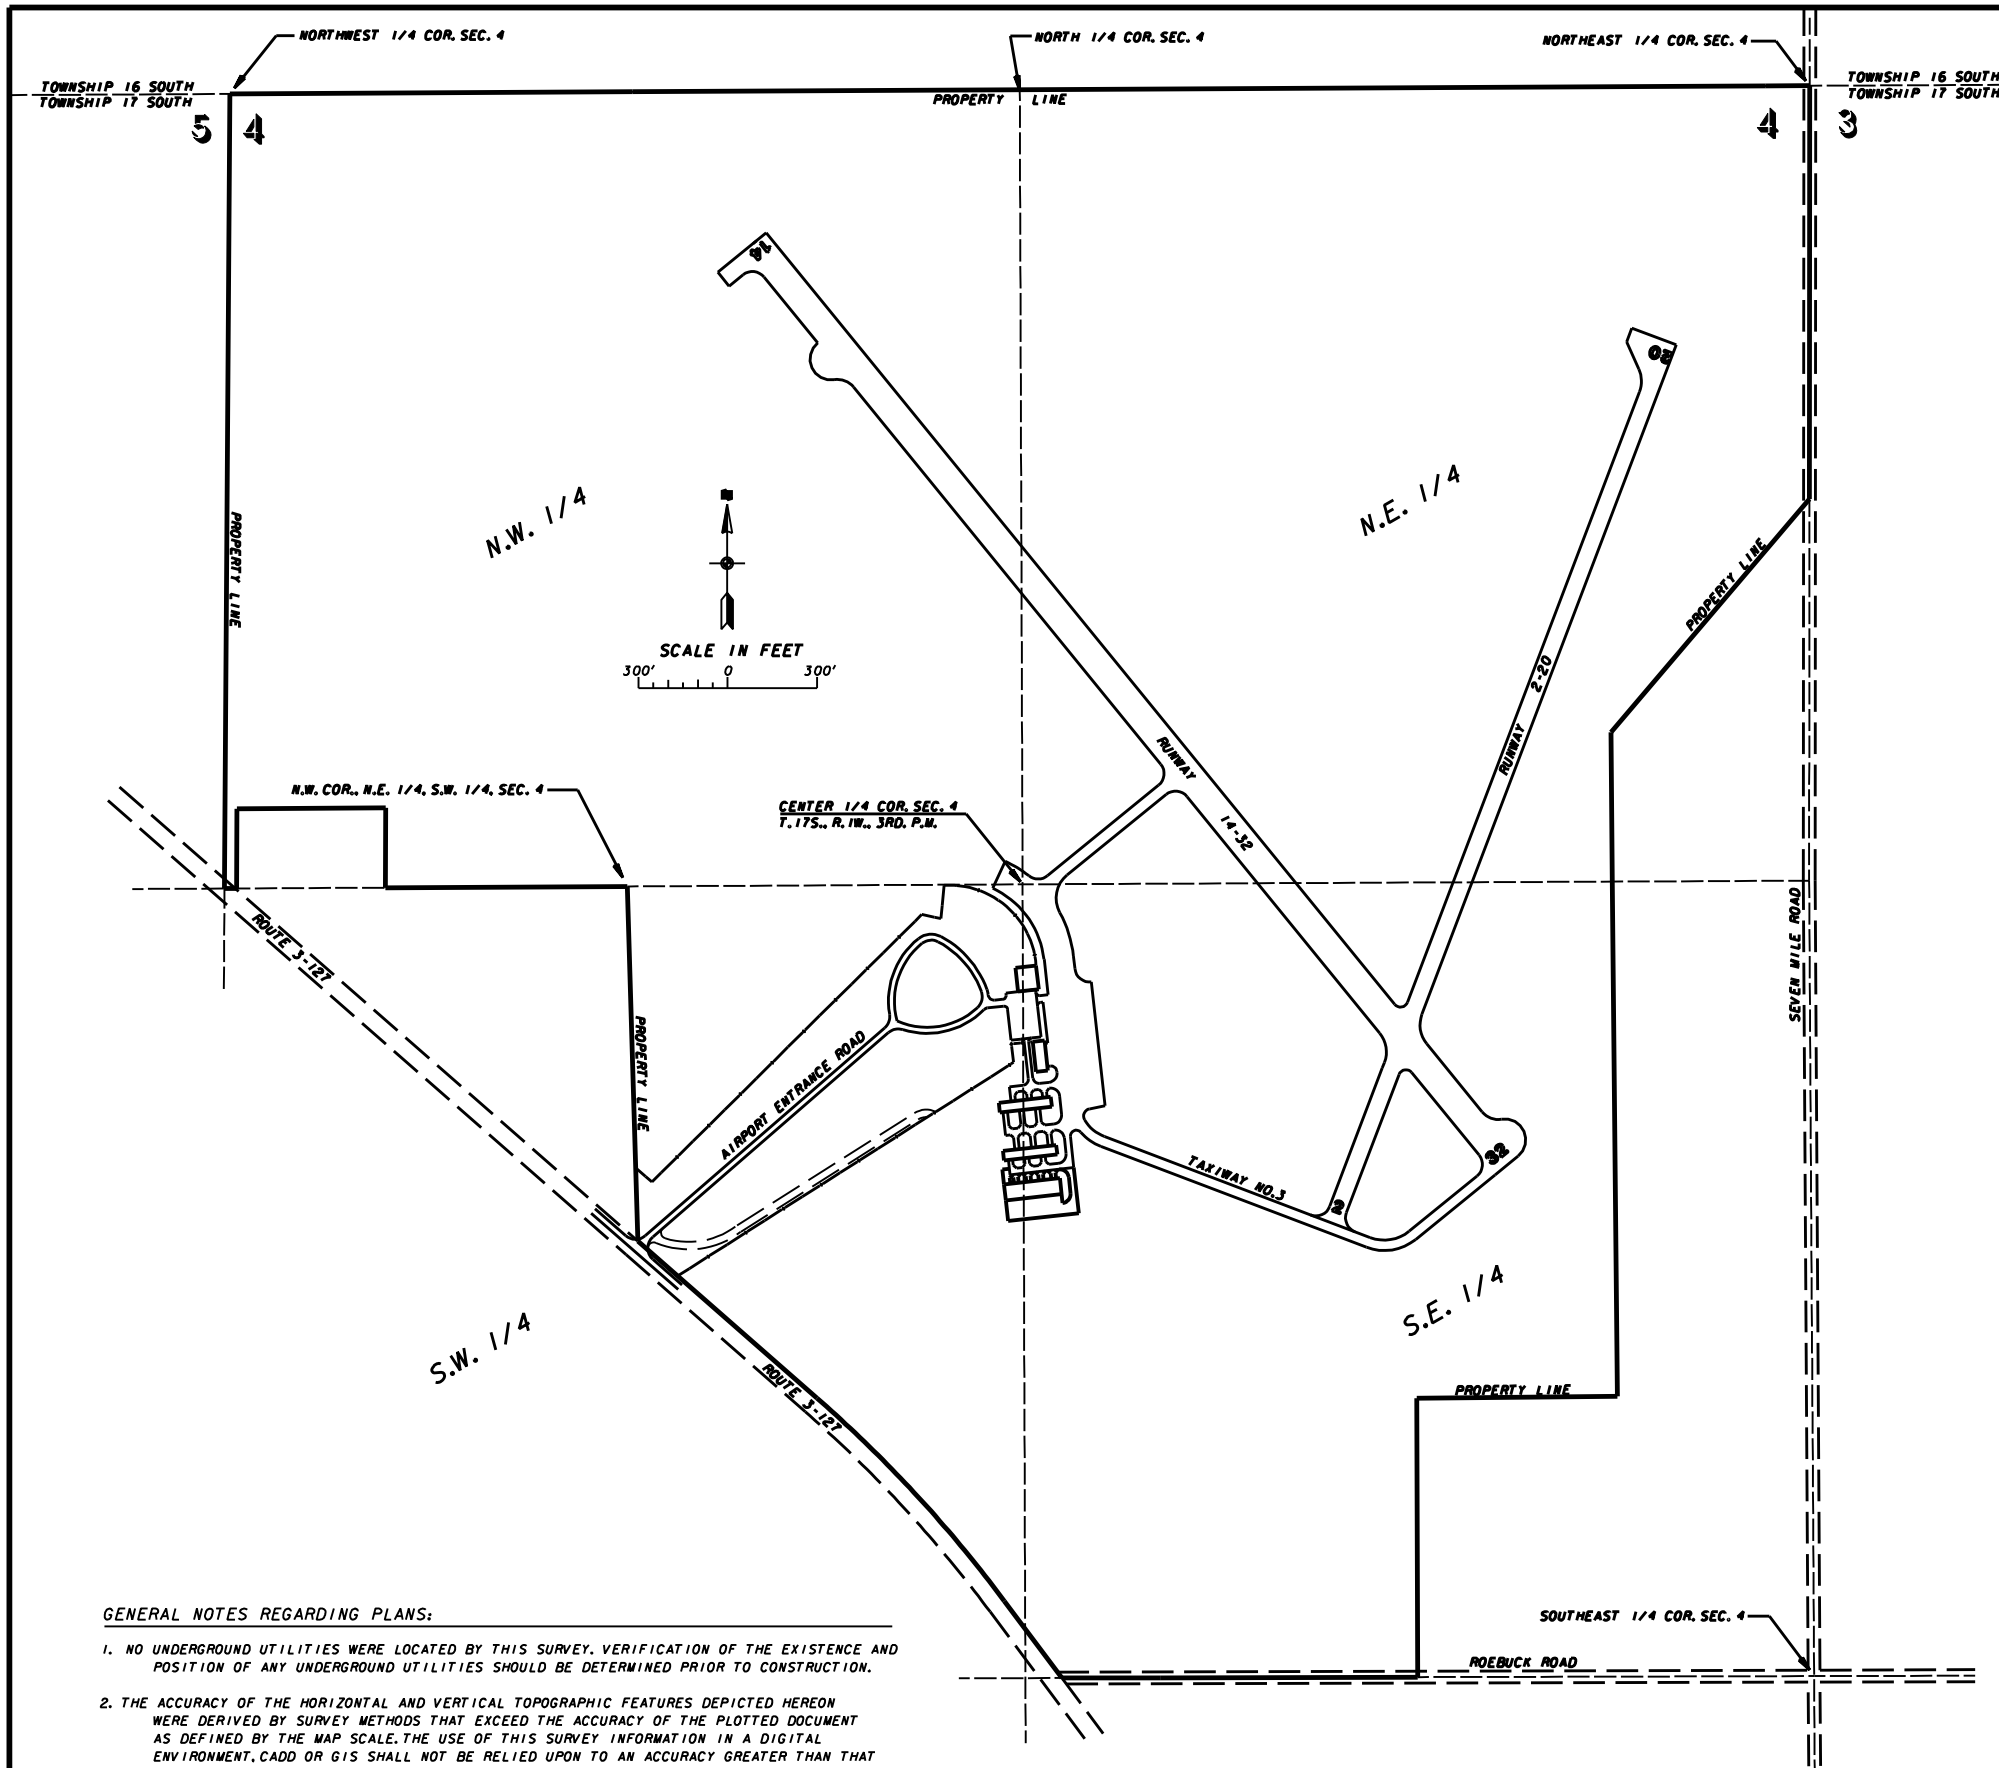 NORTHWEST 1/4 COR. SEC. 4
NORTH 1/4 COR. SEC. 4
NORTHEAST 1/4 COR. SEC. 4
TOWNSHIP 16 SOUTH
TOWNSHIP 17 SOUTH
TOWNSHIP 16 SOUTH
TOWNSHIP 17 SOUTH
PROPERTY LINE
5 4
4 3
14
20
N.W. 1/4
N.E. 1/4
N
PROPERTY LINE
PROPERTY LINE
SCALE IN FEET
300' 0 300'
RUNWAY 2-20
RUNWAY 14-32
N.W. COR., N.E. 1/4, S.W. 1/4, SEC. 4
CENTER 1/4 COR. SEC. 4
T.17S., R.1W., 3RD. P.M.
ROUTE 3-127
SEVEN MILE ROAD
PROPERTY LINE
AIRPORT ENTRANCE ROAD
TAXIWAY NO.3
32
2
S.W. 1/4
S.E. 1/4
ROUTE 3-127
PROPERTY LINE
SOUTHEAST 1/4 COR. SEC. 4
ROEBUCK ROAD
GENERAL NOTES REGARDING PLANS:
1. NO UNDERGROUND UTILITIES WERE LOCATED BY THIS SURVEY. VERIFICATION OF THE EXISTENCE AND
POSITION OF ANY UNDERGROUND UTILITIES SHOULD BE DETERMINED PRIOR TO CONSTRUCTION.
2. THE ACCURACY OF THE HORIZONTAL AND VERTICAL TOPOGRAPHIC FEATURES DEPICTED HEREON
WERE DERIVED BY SURVEY METHODS THAT EXCEED THE ACCURACY OF THE PLOTTED DOCUMENT
AS DEFINED BY THE MAP SCALE. THE USE OF THIS SURVEY INFORMATION IN A DIGITAL
ENVIRONMENT, CADD OR GIS SHALL NOT BE RELIED UPON TO AN ACCURACY GREATER THAN THAT